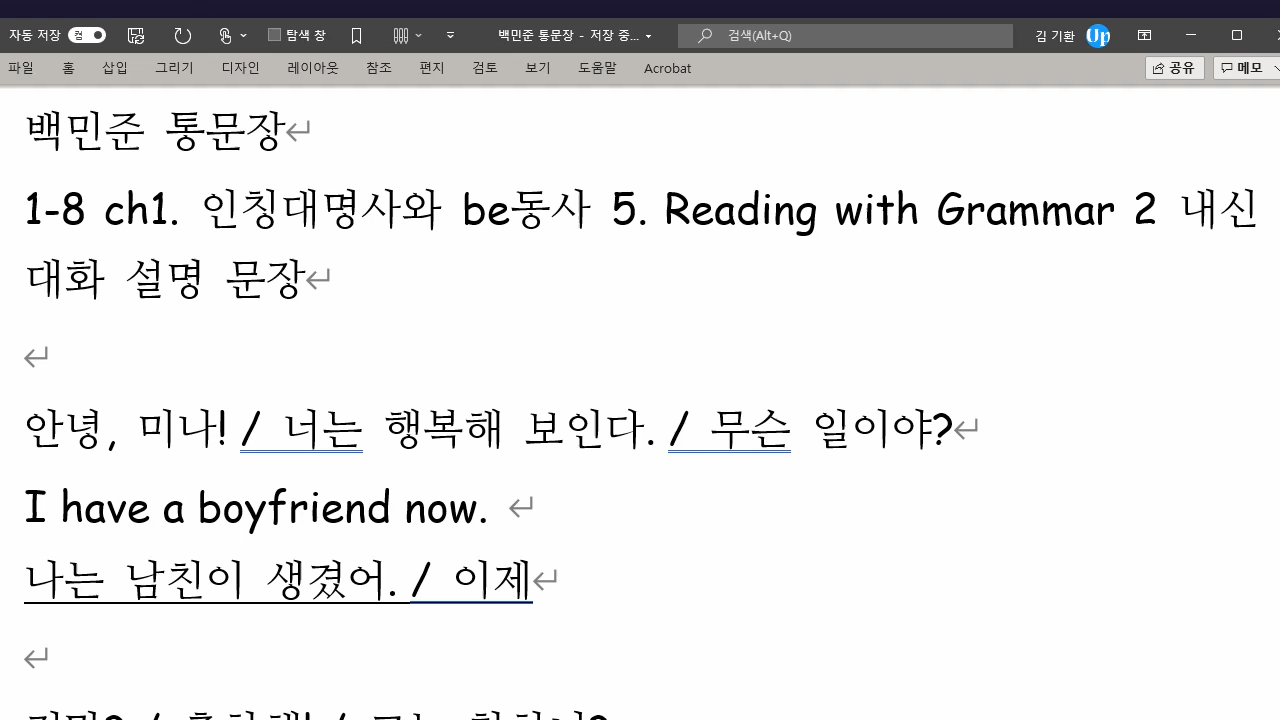 자동 저장 켬 탐색 창 백민준 통문장 - 저장 중... 검색(Alt+Q) 김 기환 Up
파일 홈 삽입 그리기 디자인 레이아웃 참조 편지 검토 보기 도움말 Acrobat 공유 메모
백민준 통문장
1-8 ch1. 인칭대명사와 be동사 5. Reading with Grammar 2 내신
대화 설명 문장
안녕, 미나! / 너는 행복해 보인다. / 무슨 일이야?
I have a boyfriend now.
나는 남친이 생겼어. / 이제